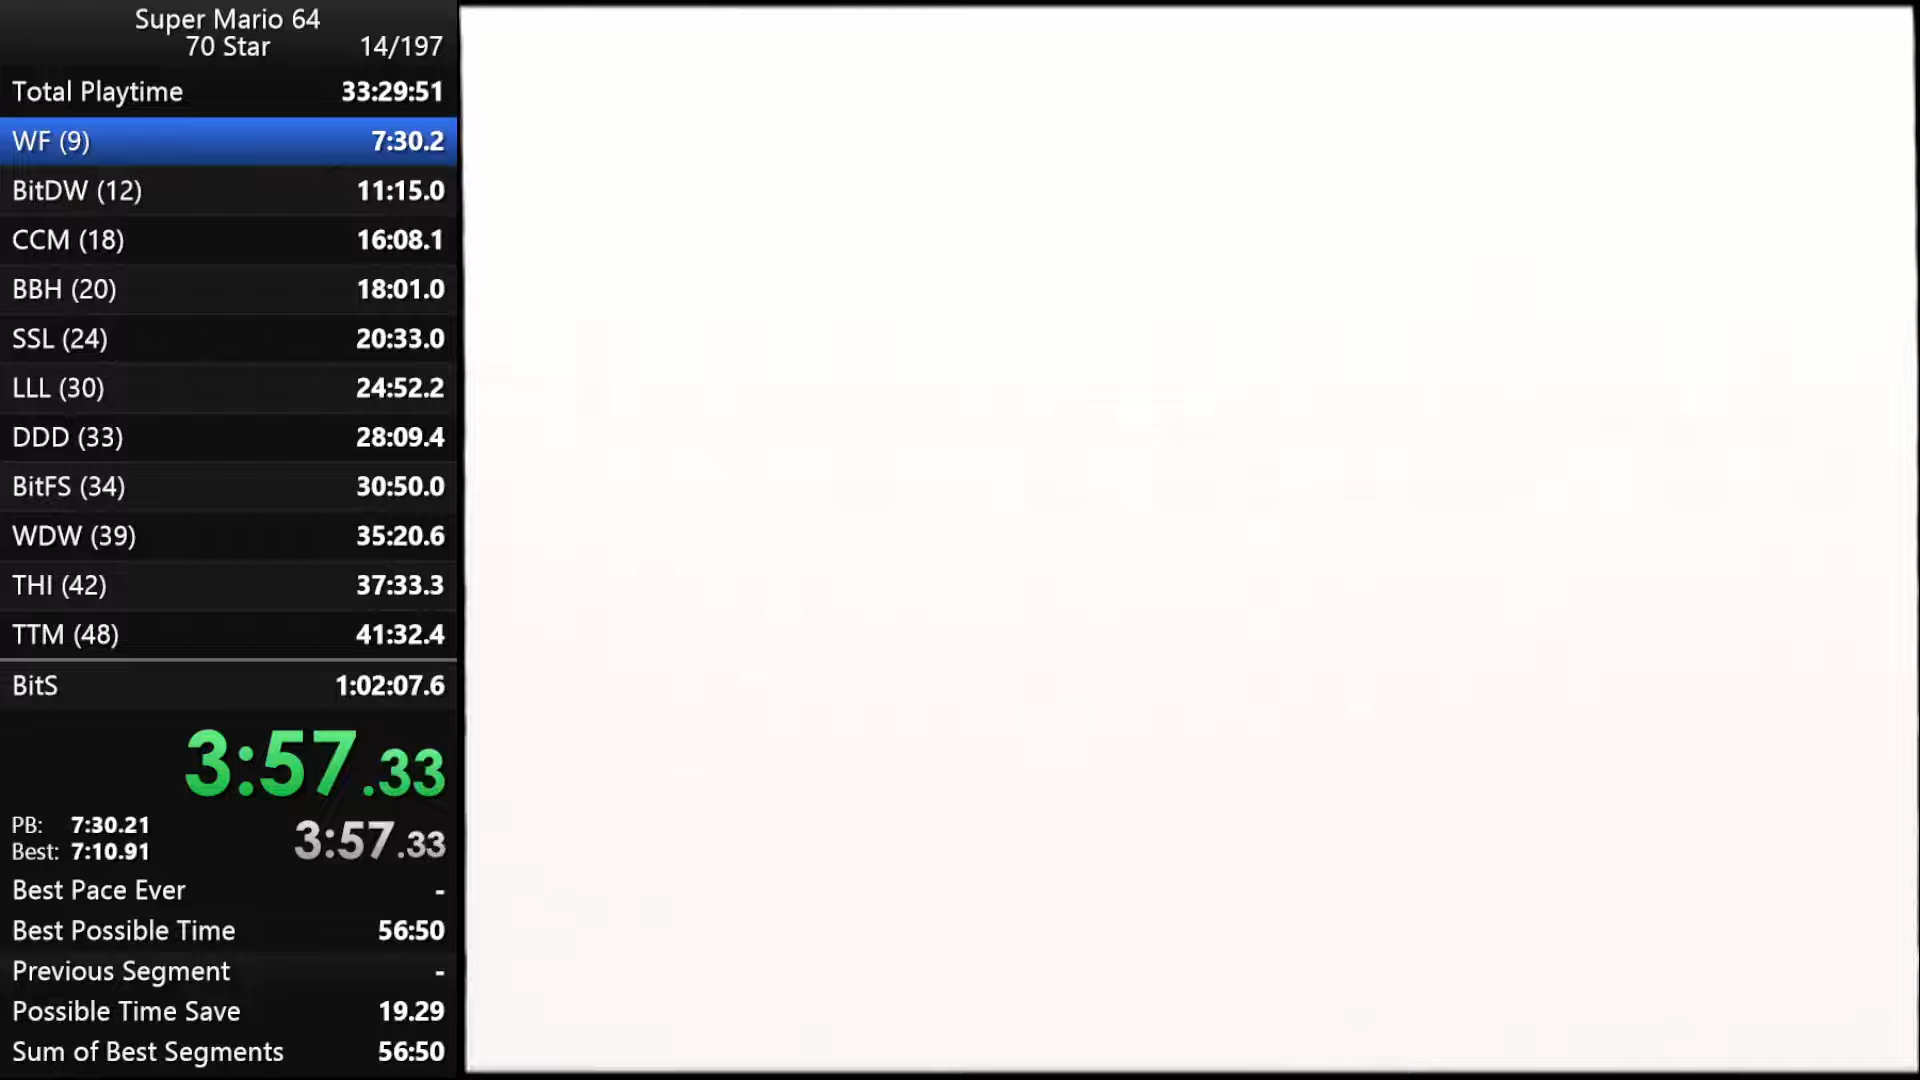 Super Mario 64
70 Star 14/197
Total Playtime 33:29:51
WF (9) 7:30.2
BitDW (12) 11:15.0
CCM (18) 16:08.1
BBH (20) 18:01.0
SSL (24) 20:33.0
LLL (30) 24:52.2
DDD (33) 28:09.4
BitFS (34) 30:50.0
WDW (39) 35:20.6
THI (42) 37:33.3
TTM (48) 41:32.4
BitS 1:02:07.6
3:57.33
PB: 7:30.21
Best: 7:10.91
3:57.33
Best Pace Ever -
Best Possible Time 56:50
Previous Segment -
Possible Time Save 19.29
Sum of Best Segments 56:50